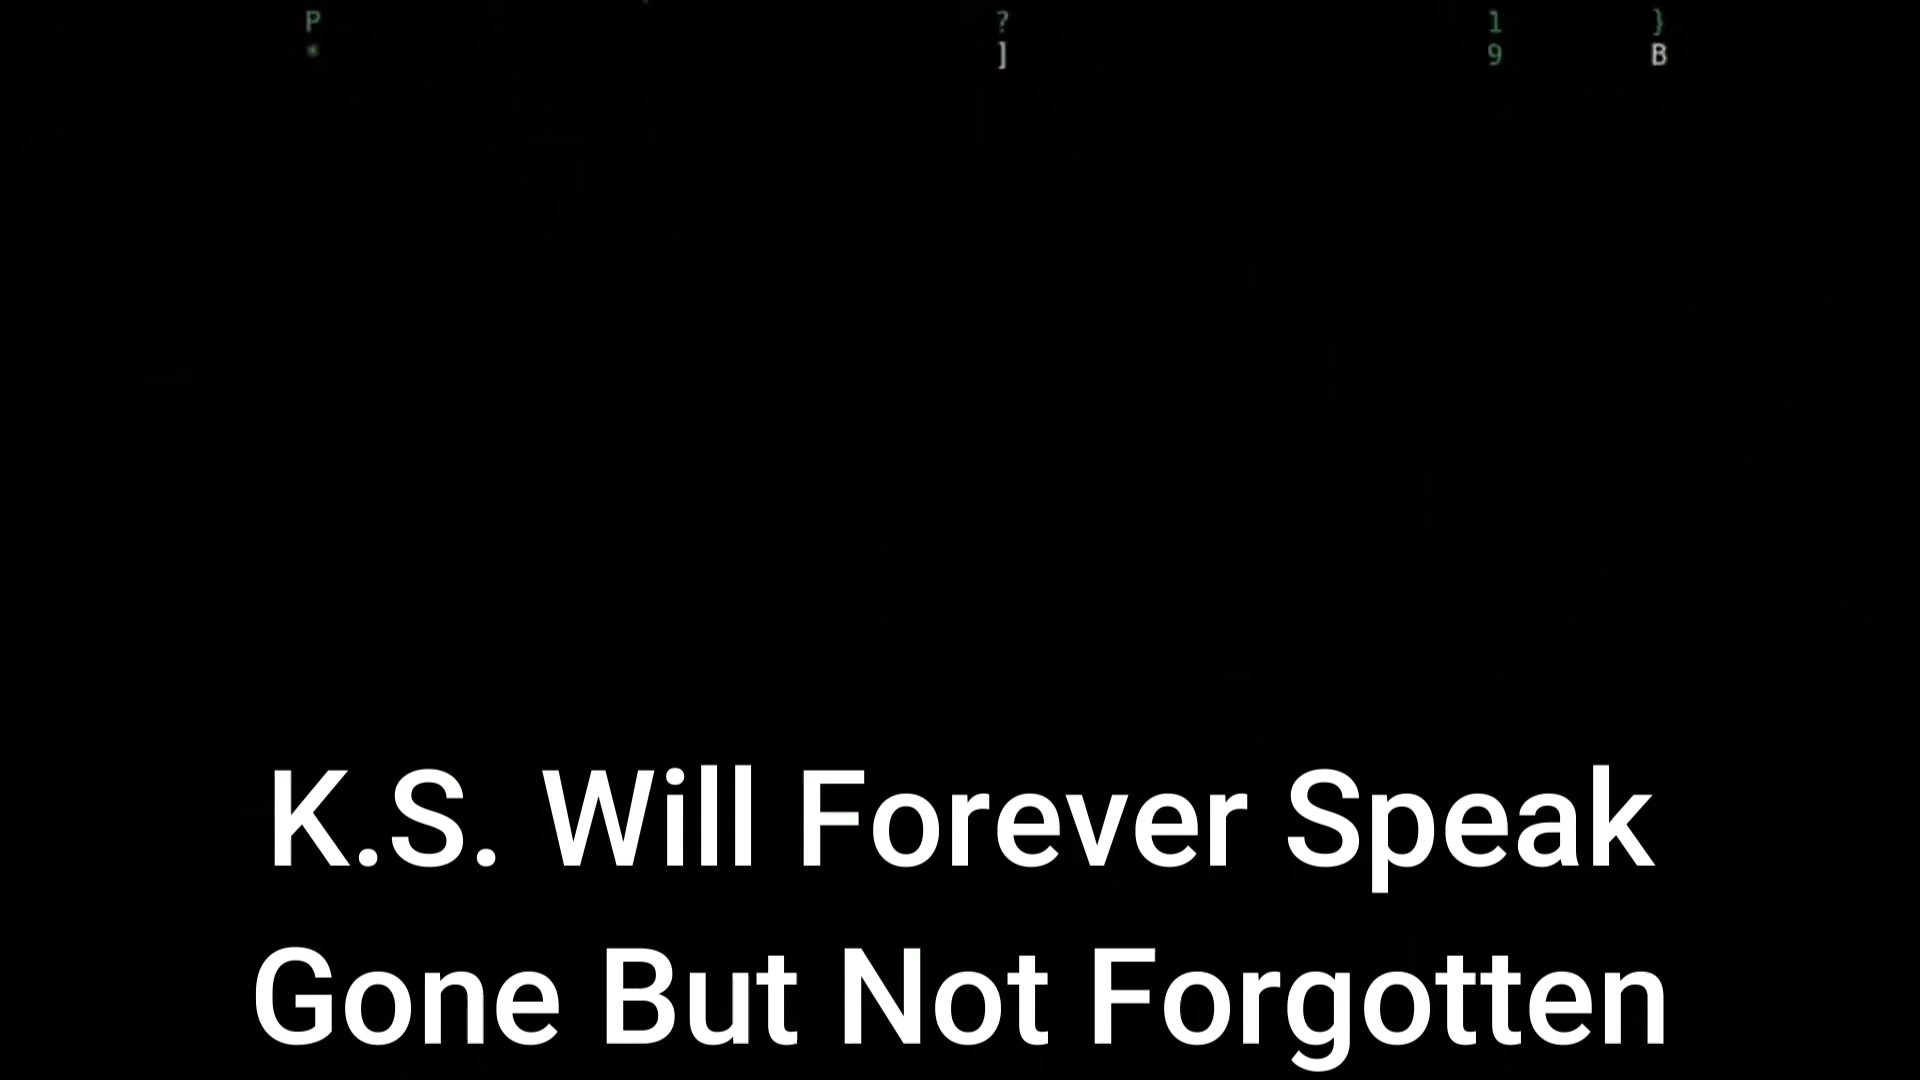 P ? 1 }
* ] 9 B
K.S. Will Forever Speak
Gone But Not Forgotten